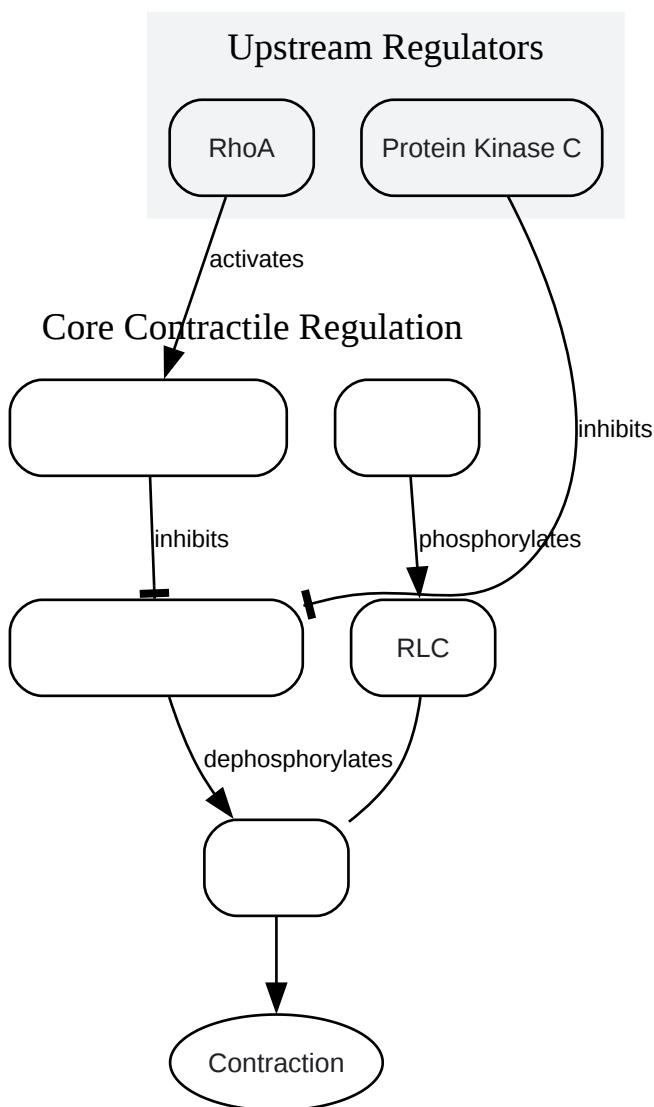 Upstream Regulators
RhoA
Protein Kinase C
activates
Core Contractile Regulation
inhibits
inhibits
phosphorylates
RLC
dephosphorylates
Contraction